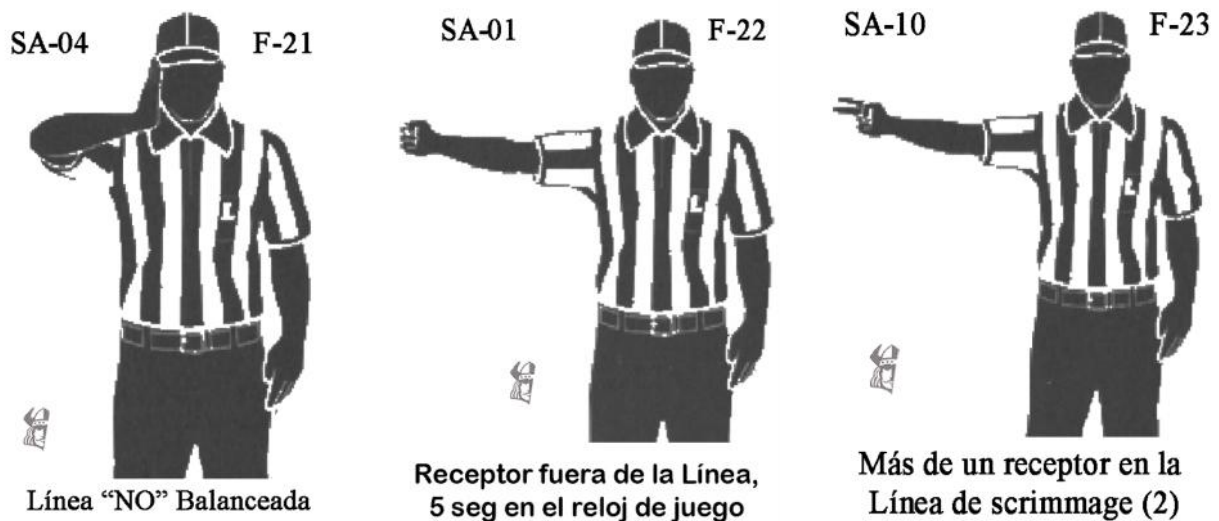 SA-04 F-21
Línea “NO” Balanceada
SA-01 F-22
Receptor fuera de la Línea,
5 seg en el reloj de juego
SA-10 F-23
Más de un receptor en la
Línea de scrimmage (2)
L
L